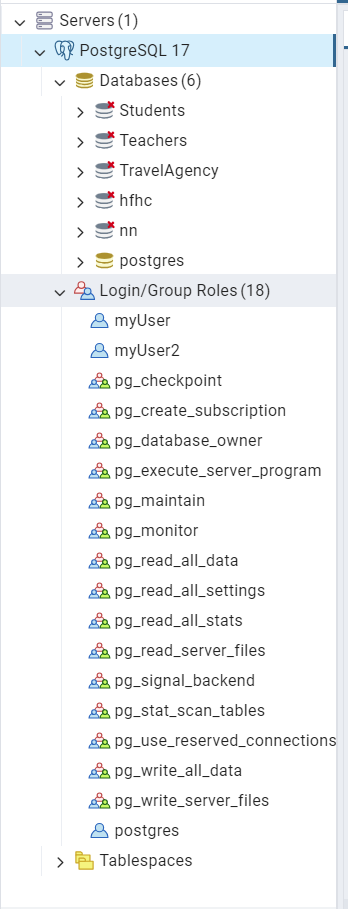 Servers (1)
PostgreSQL 17
Databases (6)
Students
Teachers
TravelAgency
hfhc
nn
postgres
Login/Group Roles (18)
myUser
myUser2
pg_checkpoint
pg_create_subscription
pg_database_owner
pg_execute_server_program
pg_maintain
pg_monitor
pg_read_all_data
pg_read_all_settings
pg_read_all_stats
pg_read_server_files
pg_signal_backend
pg_stat_scan_tables
pg_use_reserved_connections
pg_write_all_data
pg_write_server_files
postgres
Tablespaces